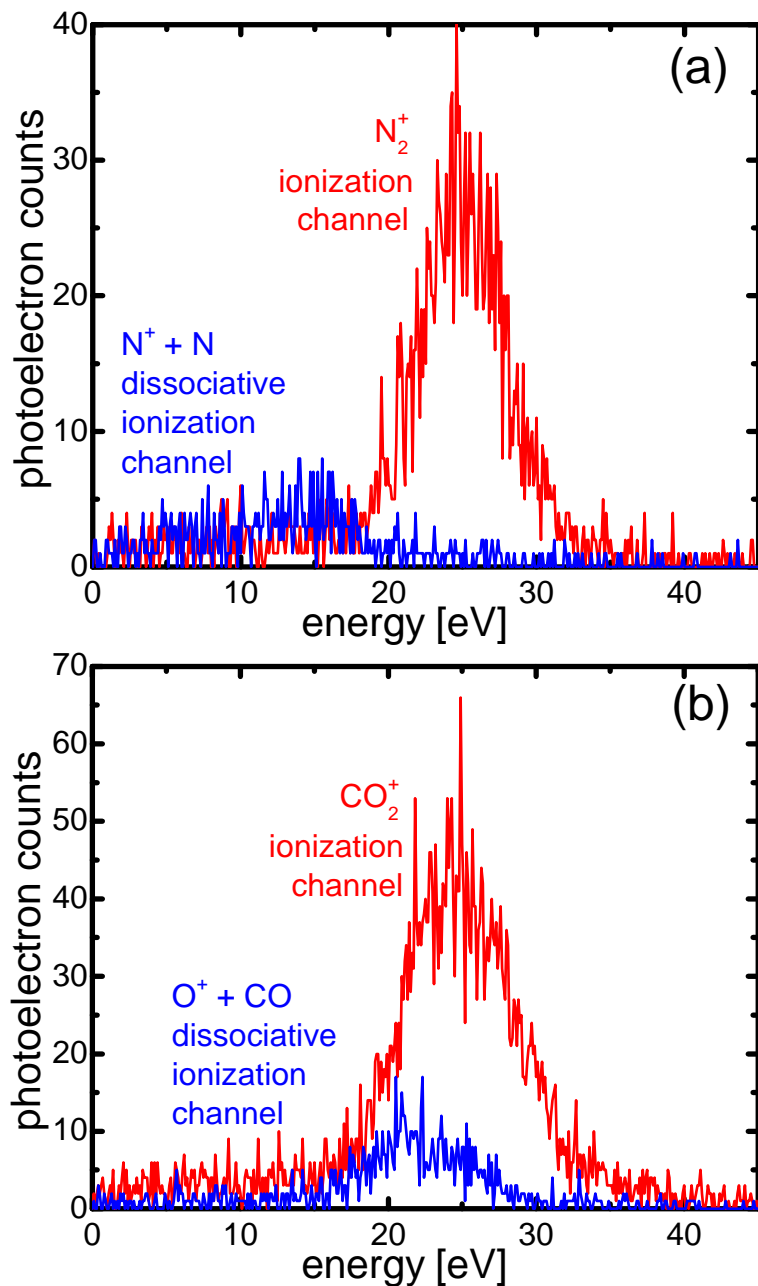 (a)
40
30
20
10
0
photoelectron counts
N₂⁺
ionization
channel
N⁺ + N
dissociative
ionization
channel
0 10 20 30 40
energy [eV]
(b)
70
60
50
40
30
20
10
0
photoelectron counts
CO₂⁺
ionization
channel
O⁺ + CO
dissociative
ionization
channel
0 10 20 30 40
energy [eV]